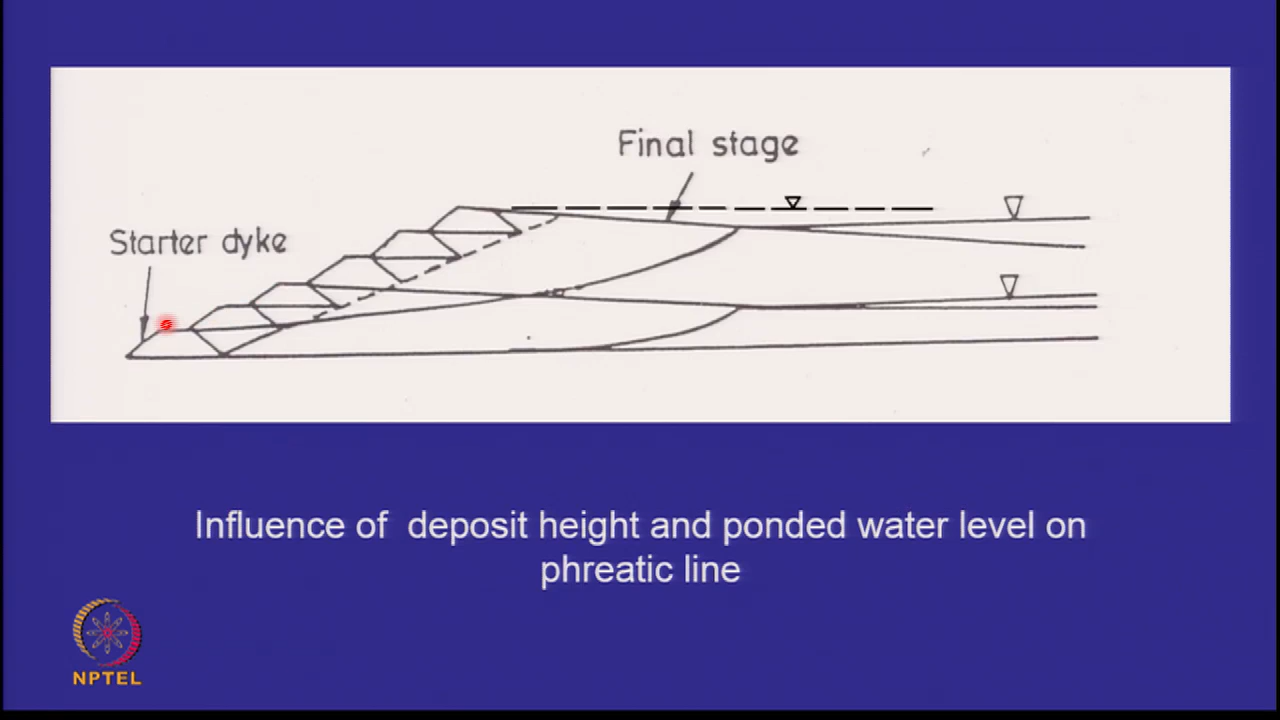 Final stage
Starter dyke
Influence of deposit height and ponded water level on
phreatic line
NPTEL